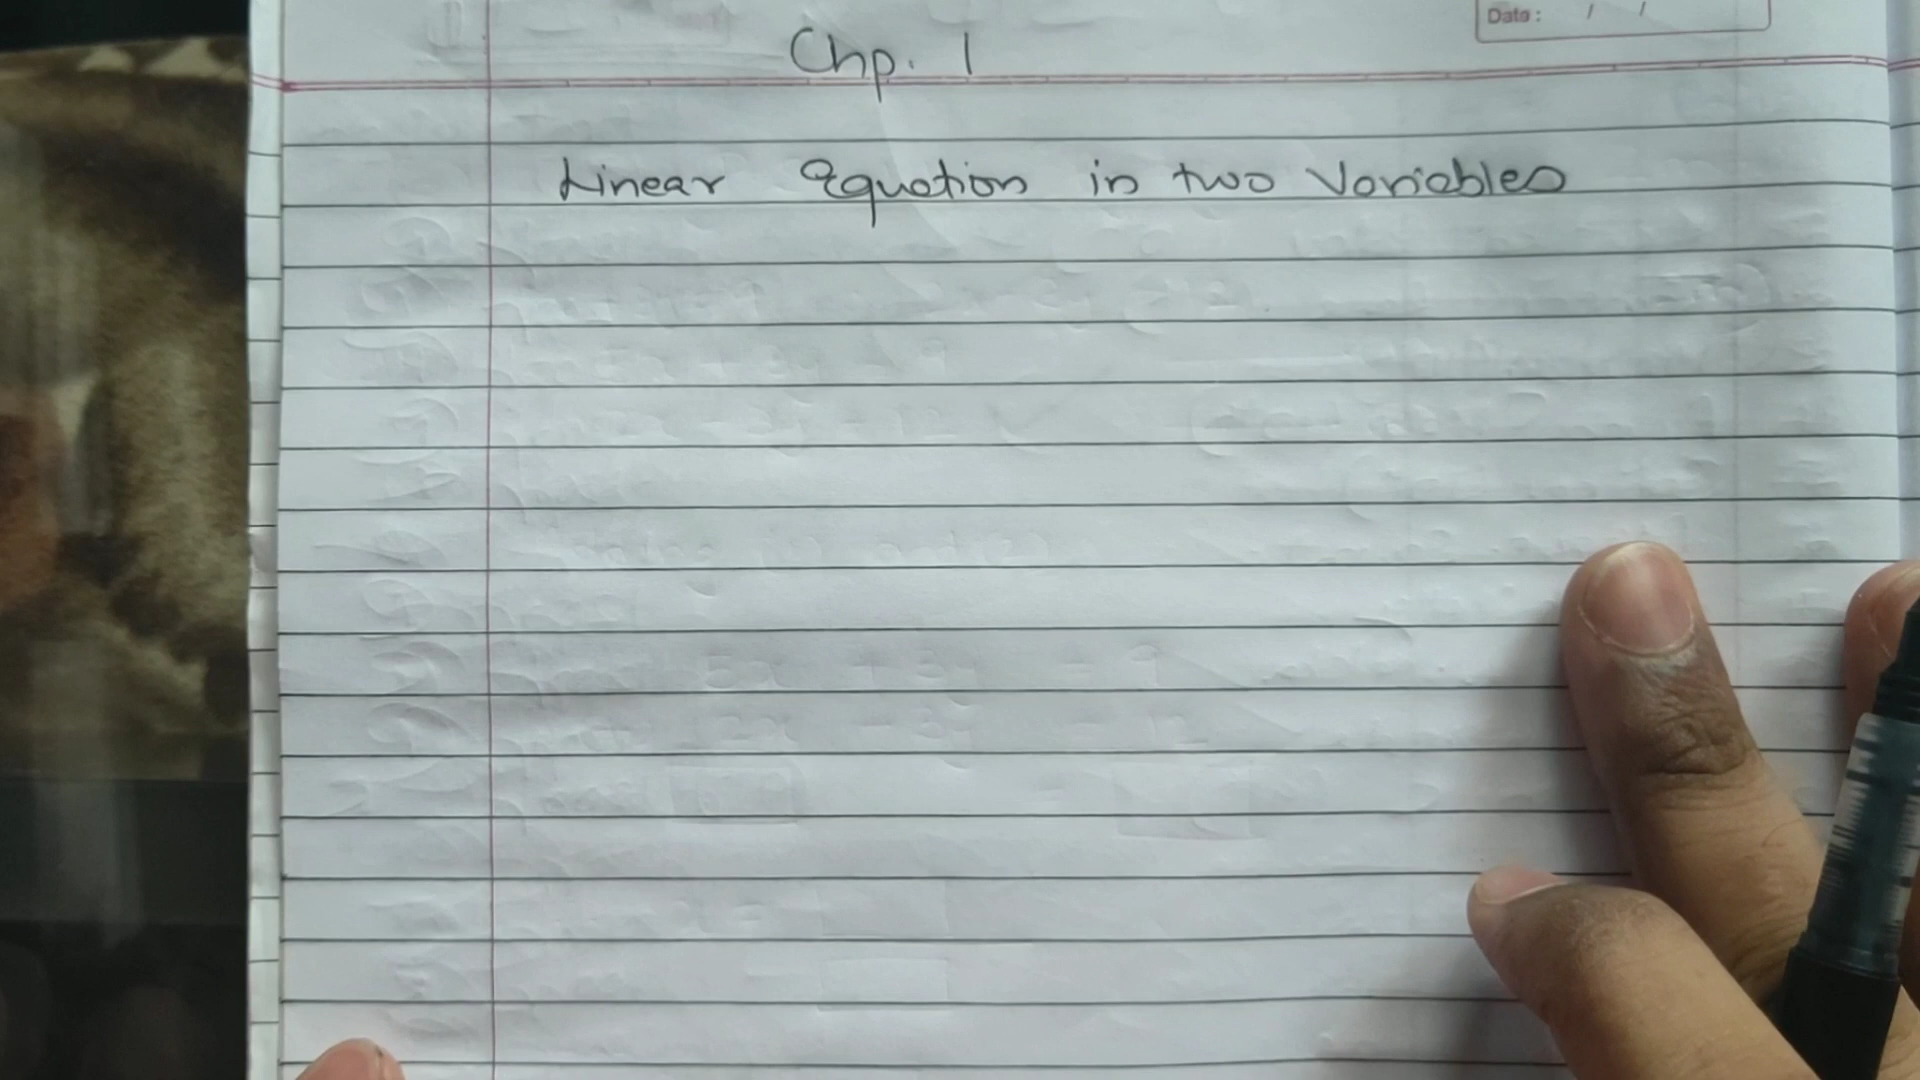 Date: / /
Chp. 1
Linear Equation in two Variables